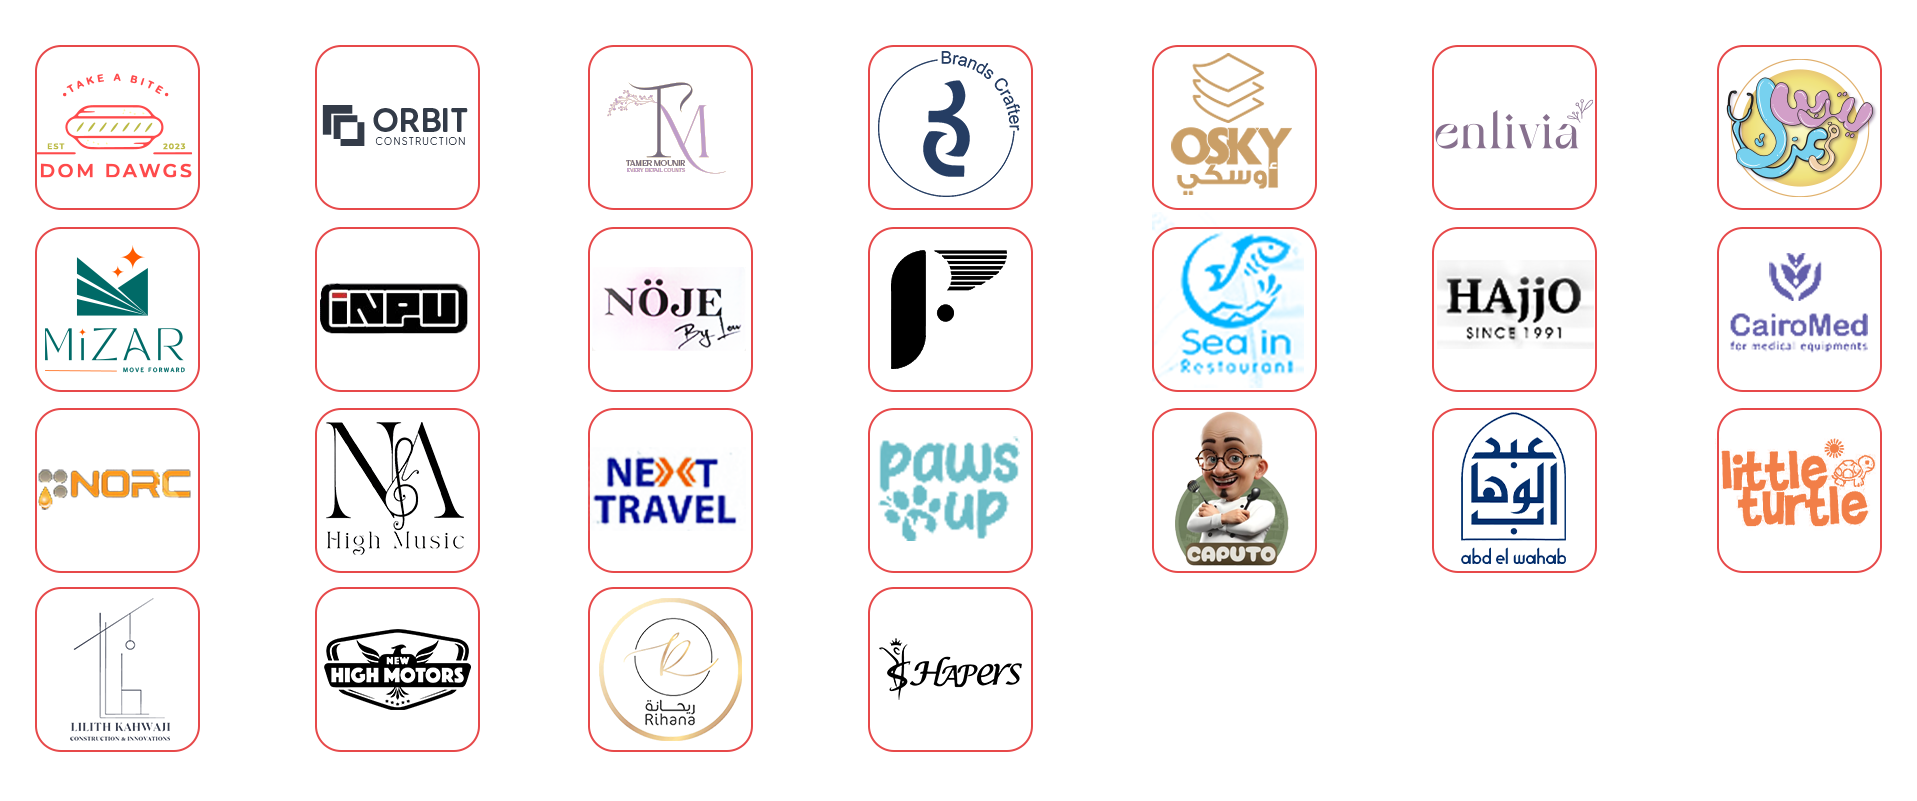 TAKE A BITE
EST 2023
DOM DAWGS
ORBIT
CONSTRUCTION
TM
TAMER MOUNIR
EVERY DETAIL COUNTS
Brands Crafter
OSKY
أوسكي
enlivia
MiZAR
MOVE FORWARD
iNPU
NÖJE
By Lou
Sea in
Restaurant
HAjjO
SINCE 1991
CairoMed
for medical equipments
NORC
NA
High Music
NEXT
TRAVEL
paws
up
CAPUTO
عبد
الوها
ب
abd el wahab
little
turtle
LILITH KAHWAJI
CONSTRUCTION & INNOVATIONS
NEW
HIGH MOTORS
R
ريحانة
Rihana
SHAPERS